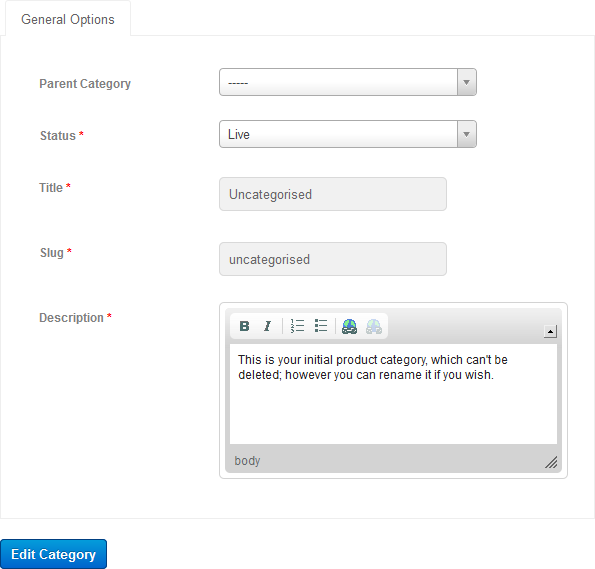 General Options
Parent Category
-----
Status *
Live
Title *
Uncategorised
Slug *
uncategorised
Description *
B I
This is your initial product category, which can't be
deleted; however you can rename it if you wish.
body
Edit Category